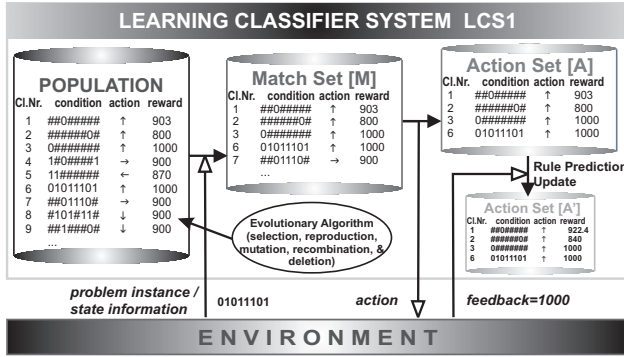 LEARNING CLASSIFIER SYSTEM LCS1
POPULATION
Cl.Nr. condition action reward
1 ##0##### ↑ 903
2 ######0# ↑ 800
3 0####### ↑ 1000
4 1#0####1 → 900
5 11###### ← 870
6 01011101 ↑ 1000
7 ##01110# → 900
8 #101#11# ↓ 900
9 ##1###0# ↓ 900
...
Match Set [M]
Cl.Nr. condition action reward
1 ##0##### ↑ 903
2 ######0# ↑ 800
3 0####### ↑ 1000
6 01011101 ↑ 1000
7 ##01110# → 900
...
Action Set [A]
Cl.Nr. condition action reward
1 ##0##### ↑ 903
2 ######0# ↑ 800
3 0####### ↑ 1000
6 01011101 ↑ 1000
Rule Prediction
Update
Action Set [A']
Cl.Nr. condition action reward
1 ##0##### ↑ 922.4
2 ######0# ↑ 840
3 0####### ↑ 1000
6 01011101 ↑ 1000
Evolutionary Algorithm
(selection, reproduction,
mutation, recombination, &
deletion)
problem instance /
state information
01011101
action
feedback=1000
ENVIRONMENT